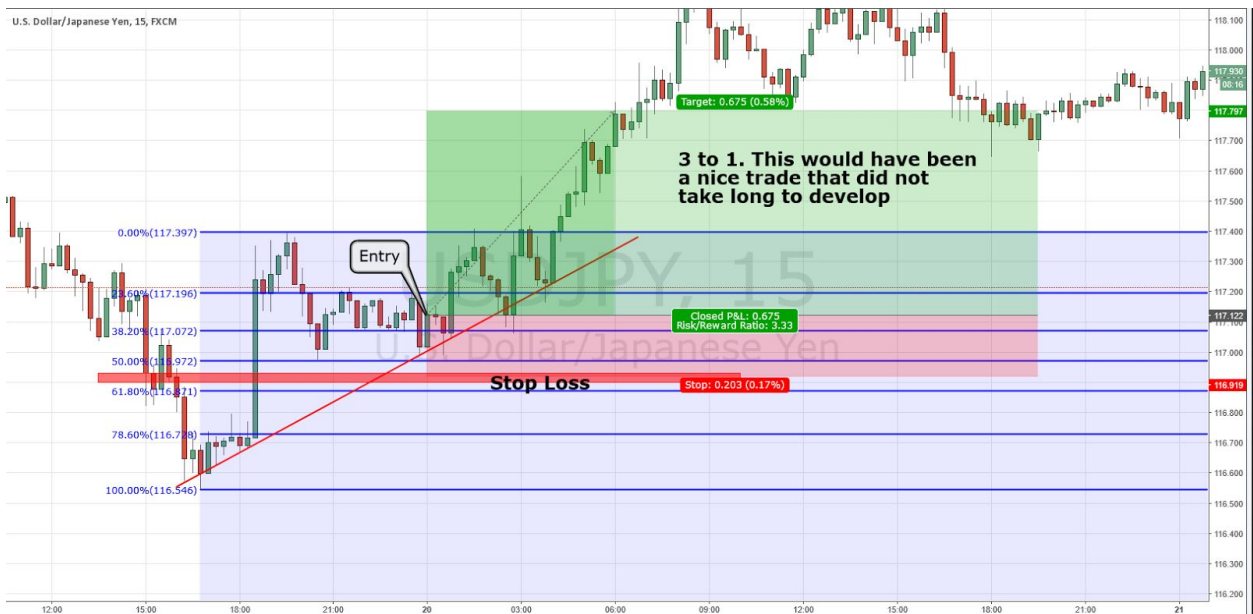 U.S. Dollar/Japanese Yen, 15, FXCM
118.100
118.000
117.930
08:16
Target: 0.675 (0.58%)
117.797
117.700
3 to 1. This would have been
a nice trade that did not
take long to develop
117.600
117.500
0.00%(117.397)
117.400
Entry
117.300
23.60%(117.196)
117.200
Closed P&L: 0.675
Risk/Reward Ratio: 3.33
117.122
38.20%(117.072)
U.S. Dollar/Japanese Yen
117.000
50.00%(116.972)
Stop Loss
Stop: 0.203 (0.17%)
116.919
61.80%(116.871)
116.800
78.60%(116.728)
116.700
116.600
100.00%(116.546)
116.500
116.400
116.300
116.200
12:00 15:00 18:00 21:00 20 03:00 06:00 09:00 12:00 15:00 18:00 21:00 21